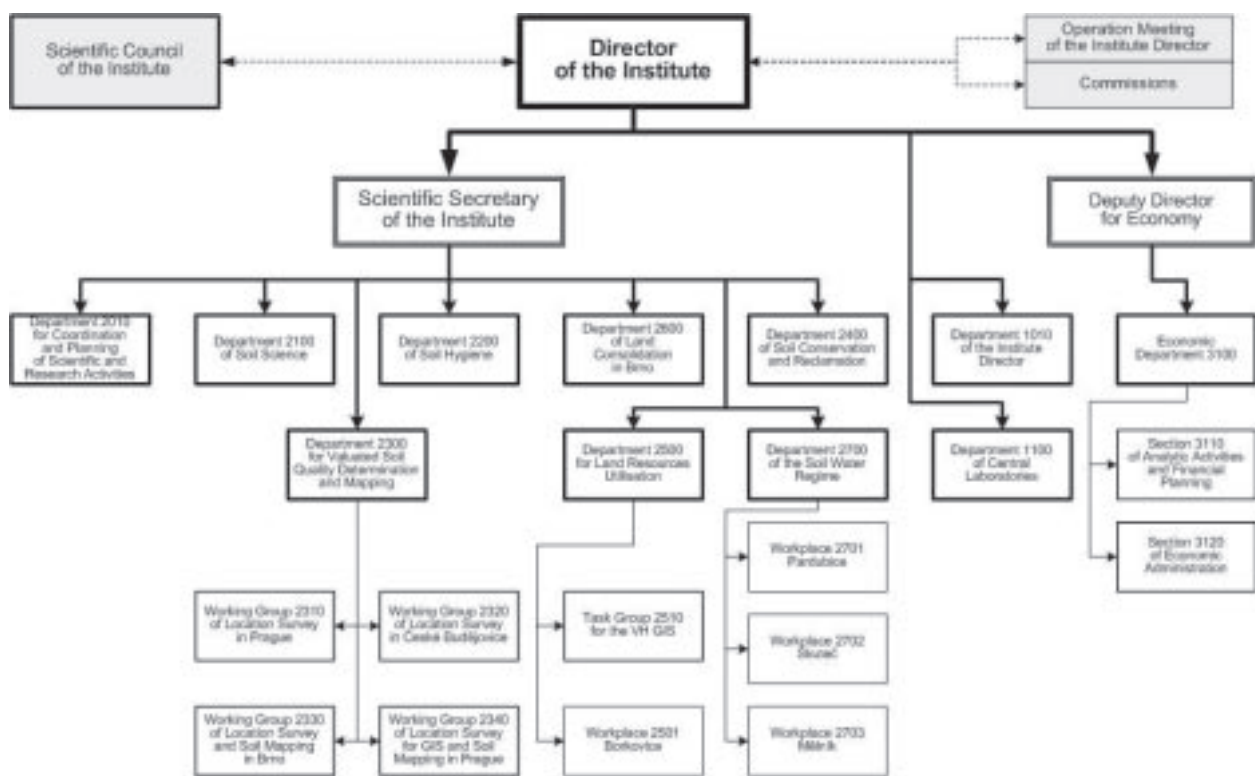 Scientific Council
of the Institute
Director
of the Institute
Operation Meeting
of the Institute Director
Commissions
Scientific Secretary
of the Institute
Deputy Director
for Economy
Department 2010
for Coordination
and Planning
of Scientific and
Research Activities
Department 2100
of Soil Science
Department 2200
of Soil Hygiene
Department 2600
of Land
Consolidation
in Brno
Department 2400
of Soil Conservation
and Reclamation
Department 1010
of the Institute
Director
Economic
Department 3100
Department 2300
for Valuated Soil
Quality Determination
and Mapping
Department 2500
for Land Resources
Utilisation
Department 2700
of the Soil Water
Regime
Department 1100
of Central
Laboratories
Section 3110
of Analytic Activities
and Financial
Planning
Workplace 2701
Pardubice
Section 3120
of Economic
Administration
Working Group 2310
of Location Survey
in Prague
Working Group 2320
of Location Survey
in České Budějovice
Task Group 2510
for the VH GIS
Workplace 2702
Skuteč
Working Group 2330
of Location Survey
and Soil Mapping in
Brno
Working Group 2340
of Location Survey
for GIS and Soil
Mapping in Prague
Workplace 2501
Borkovice
Workplace 2703
Mělník